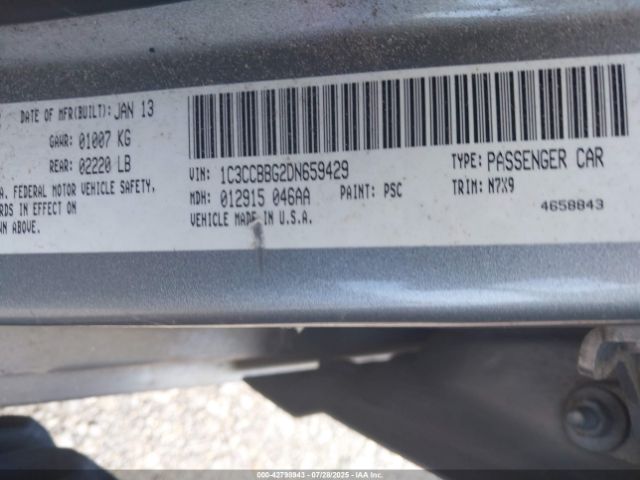 DATE OF MFR(BUILT): JAN 13
GAWR: 01007 KG
REAR: 02220 LB
A. FEDERAL MOTOR VEHICLE SAFETY,
RDS IN EFFECT ON
WN ABOVE.
VIN: 1C3CCBBG2DN659429
TYPE: PASSENGER CAR
MDH: 012915 046AA
PAINT: PSC
TRIM: N7X9
VEHICLE MADE IN U.S.A.
4658843
000-42798943 | 07/28/2025 | IAA, Inc.